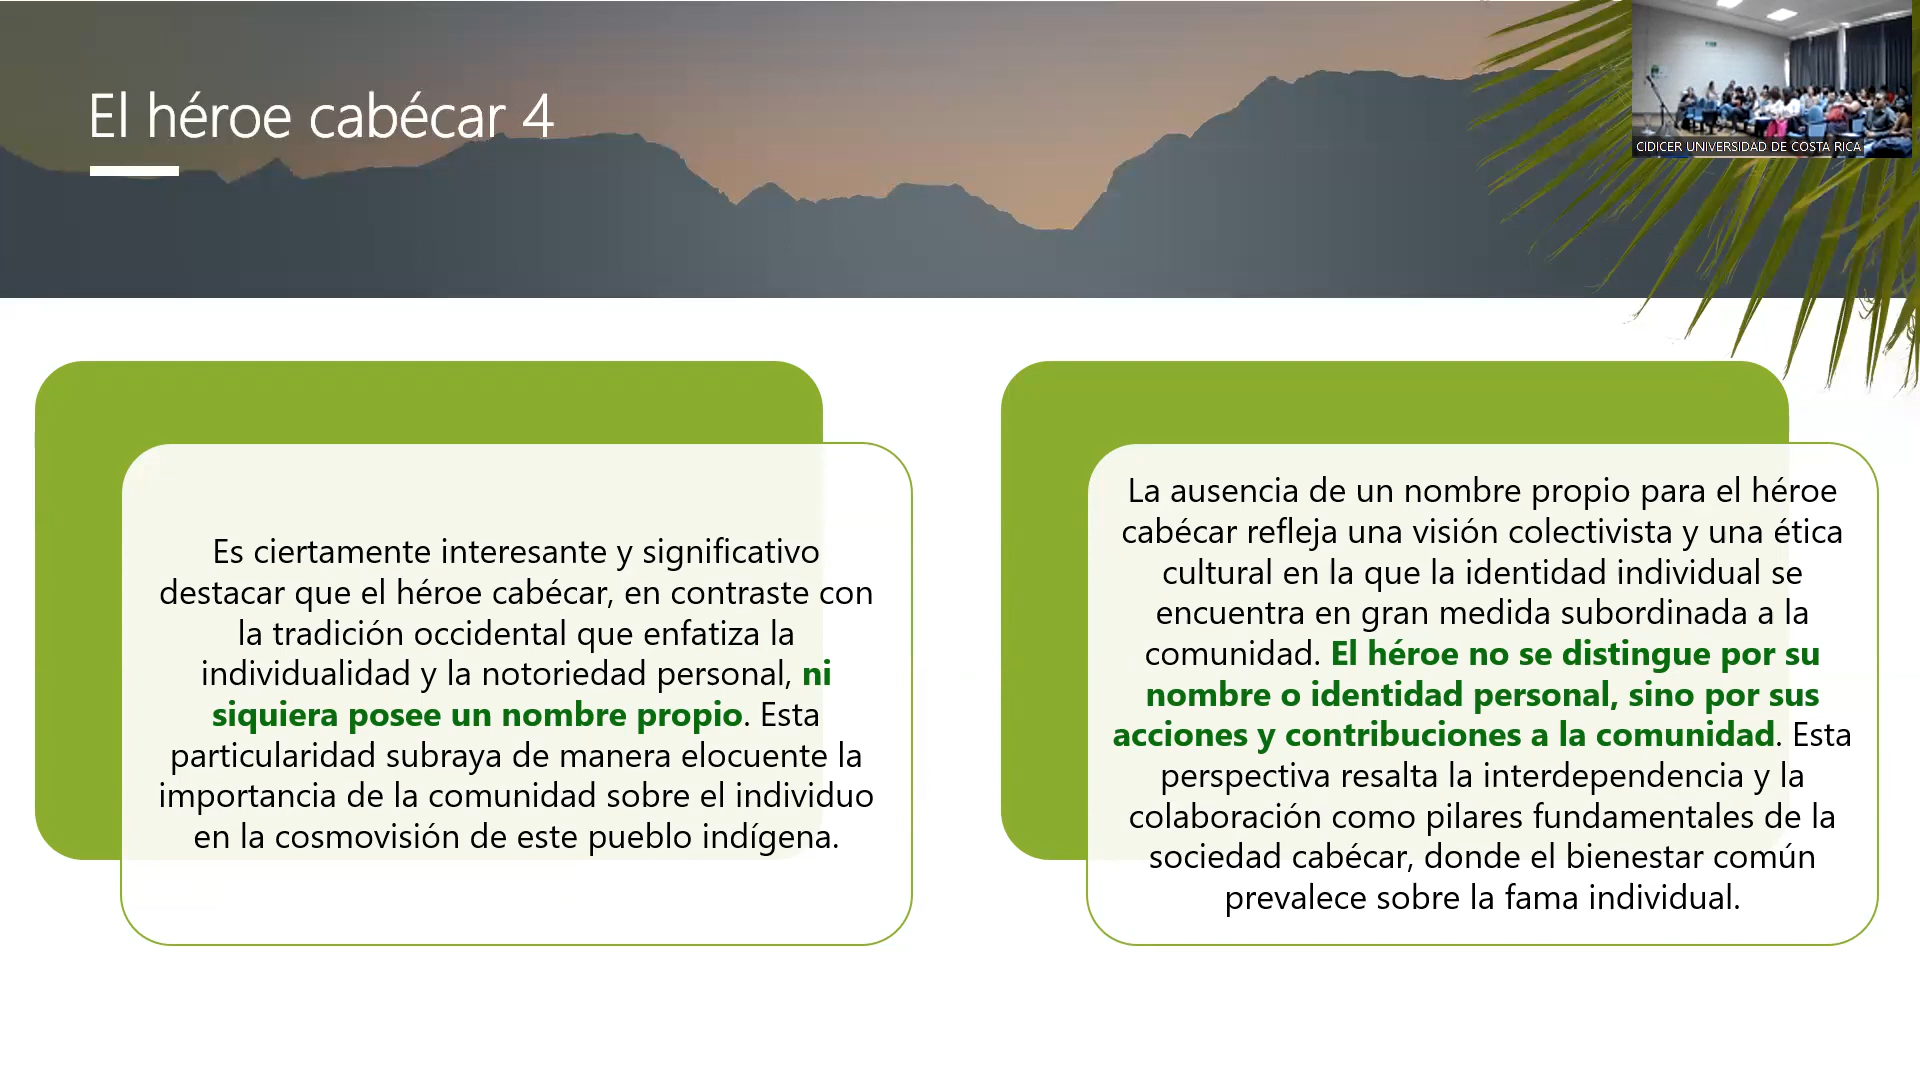 El héroe cabécar 4
CIDICER UNIVERSIDAD DE COSTA RICA
Es ciertamente interesante y significativo
destacar que el héroe cabécar, en contraste con
la tradición occidental que enfatiza la
individualidad y la notoriedad personal, ni
siquiera posee un nombre propio. Esta
particularidad subraya de manera elocuente la
importancia de la comunidad sobre el individuo
en la cosmovisión de este pueblo indígena.
La ausencia de un nombre propio para el héroe
cabécar refleja una visión colectivista y una ética
cultural en la que la identidad individual se
encuentra en gran medida subordinada a la
comunidad. El héroe no se distingue por su
nombre o identidad personal, sino por sus
acciones y contribuciones a la comunidad. Esta
perspectiva resalta la interdependencia y la
colaboración como pilares fundamentales de la
sociedad cabécar, donde el bienestar común
prevalece sobre la fama individual.